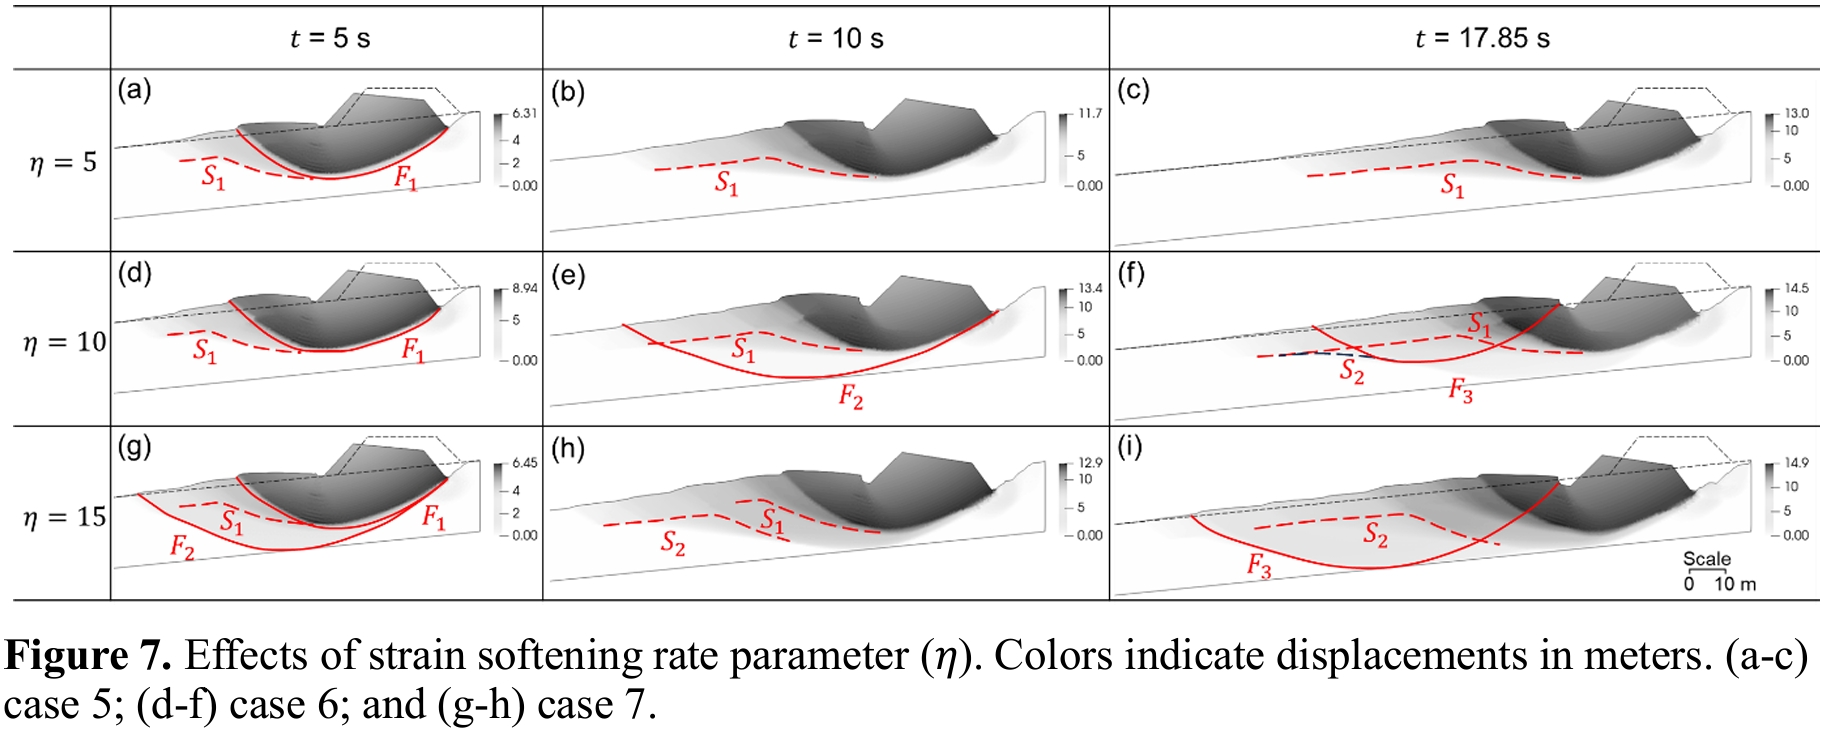 t = 5 s
t = 10 s
t = 17.85 s
η = 5
(a)
6.31
4
2
0.00
S₁
F₁
(b)
11.7
5
0.00
S₁
(c)
13.0
10
5
0.00
S₁
η = 10
(d)
8.94
5
0.00
S₁
F₁
(e)
13.4
10
5
0.00
S₁
F₂
(f)
14.5
10
5
0.00
S₁
S₂
F₃
η = 15
(g)
6.45
4
2
0.00
S₁
F₁
F₂
(h)
12.9
10
5
0.00
S₁
S₂
(i)
14.9
10
5
0.00
S₂
F₃
Scale
0 10 m
Figure 7. Effects of strain softening rate parameter (η). Colors indicate displacements in meters. (a-c)
case 5; (d-f) case 6; and (g-h) case 7.